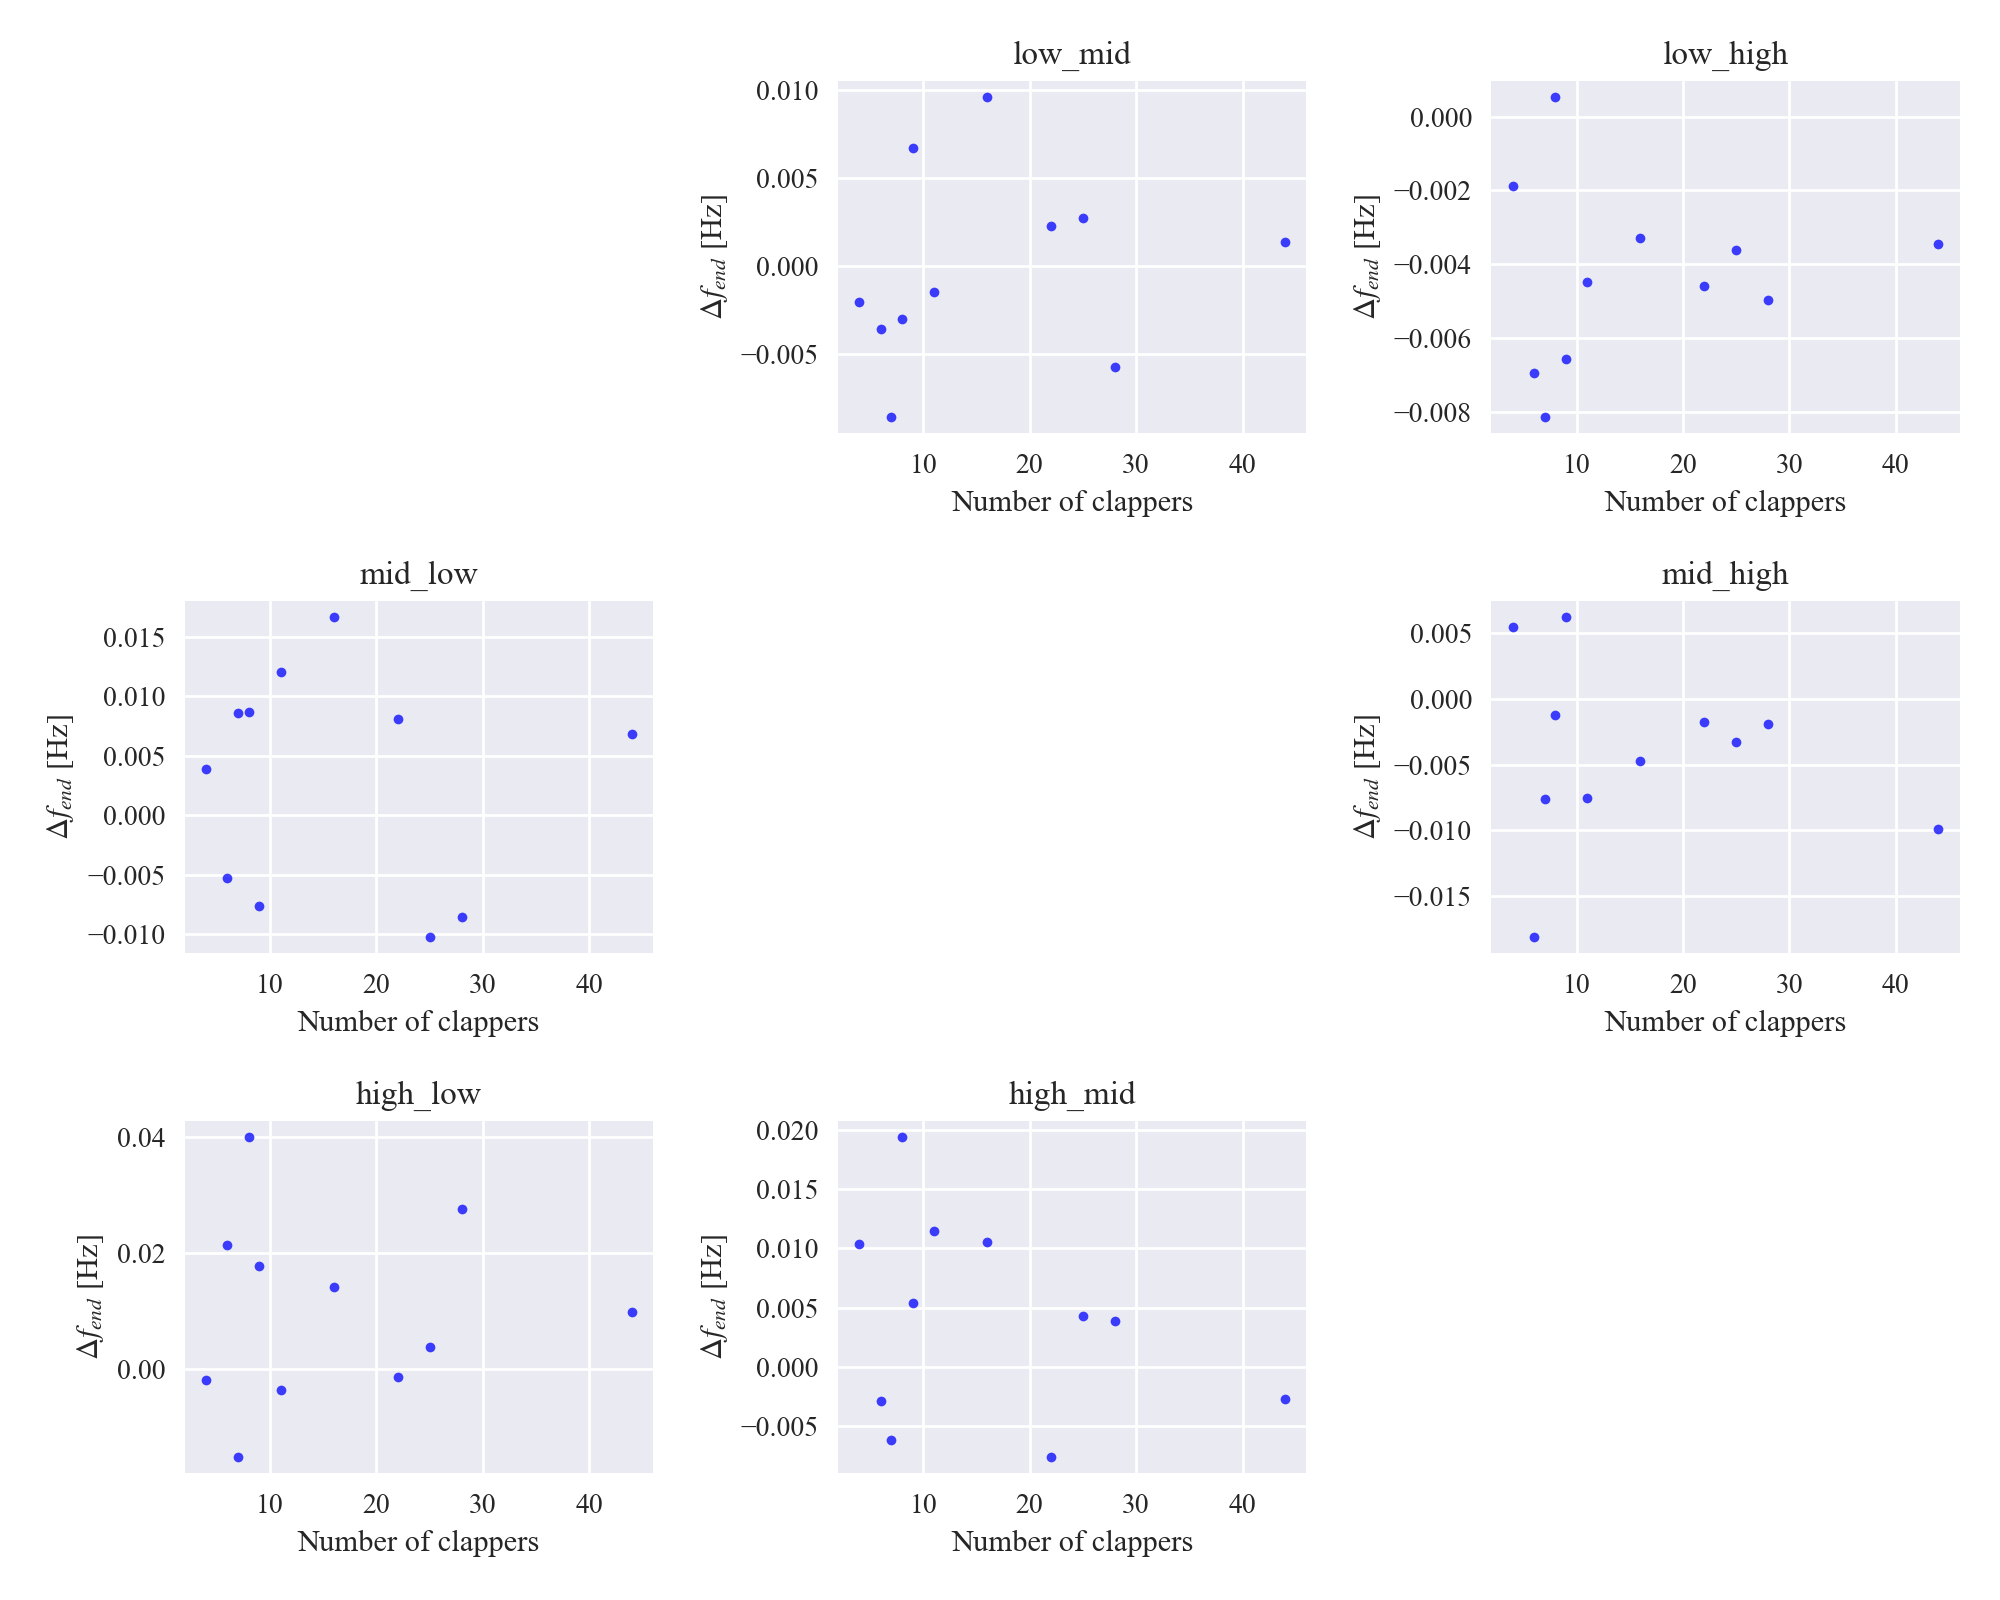 low_mid
0.010
0.005
0.000
−0.005
Δf_end [Hz]
10 20 30 40
Number of clappers
low_high
0.000
−0.002
−0.004
−0.006
−0.008
Δf_end [Hz]
10 20 30 40
Number of clappers
mid_low
0.015
0.010
0.005
0.000
−0.005
−0.010
Δf_end [Hz]
10 20 30 40
Number of clappers
mid_high
0.005
0.000
−0.005
−0.010
−0.015
Δf_end [Hz]
10 20 30 40
Number of clappers
high_low
0.04
0.02
0.00
Δf_end [Hz]
10 20 30 40
Number of clappers
high_mid
0.020
0.015
0.010
0.005
0.000
−0.005
Δf_end [Hz]
10 20 30 40
Number of clappers